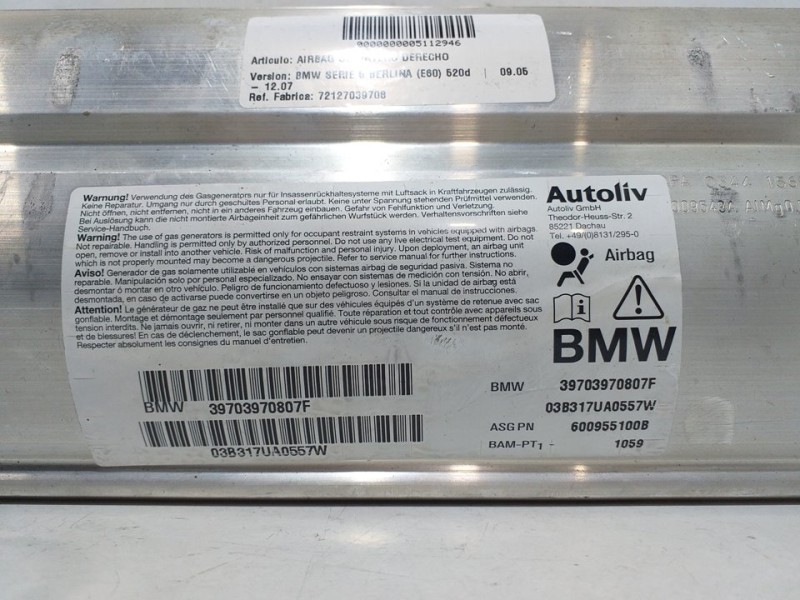 0000000005112946
Artículo: AIRBAG DERECHO
Version: BMW SERIE 5 BERLINA (E60) 520d | 09.05
- 12.07
Ref. Fabrica: 72127039708
Warnung! Verwendung des Gasgenerators nur für Insassenrückhaltesysteme mit Luftsack in Kraftfahrzeugen zulässig.
Keine Reparatur. Umgang nur durch geschultes Personal erlaubt. Keine unter Spannung stehenden Prüfmittel verwenden.
Nicht öffnen, nicht entfernen, nicht in ein anderes Fahrzeug einbauen. Gefahr von Fehlfunktion und Verletzung.
Bei Auslösung kann die nicht montierte Airbageinheit zum gefährlichen Wurfstück werden. Verhaltensvorschriften siehe
Service-Handbuch.
Warning! The use of gas generators is permitted only for occupant restraint systems in vehicles equipped with airbags.
Not repairable. Handling is permitted only by authorized personnel. Do not use any live electrical test equipment. Do not
open, remove or install into another vehicle. Risk of malfunction and personal injury. Upon deployment, an airbag unit
which is not properly mounted may become a dangerous projectile. Refer to service manual for further instructions.
Aviso! Generador de gas solamente utilizable en vehículos con sistemas airbag de seguridad pasiva. Sistema no
reparable. Manipulación solo por personal especializado. No ensayar con sistemas de medición con tensión. No abrir,
desmontar o montar en otro vehículo. Peligro de funcionamiento defectuoso y lesiones. Si la unidad de airbag está
desmontada, en caso de activarse puede convertirse en un objeto peligroso. Consultar el manual de instrucciones.
Attention! Le générateur de gaz ne peut être installé que sur des véhicules équipés d'un système de retenue avec sac
gonflable. Montage et démontage seulement par personnel qualifié. Toute réparation et tout contrôle avec appareils sous
tension interdits. Ne jamais ouvrir, ni retirer, ni monter dans un autre véhicule au risque de fonctionnement défectueux
et de blessures! En cas de déclenchement, le sac gonflable peut devenir un projectile dangereux s'il n'est pas monté.
Respecter absolument les consignes du manuel d'entretien.
Autoliv
Autoliv GmbH
Theodor-Heuss-Str. 2
85221 Dachau
Tel. +49/(0)8131/295-0
Airbag
BMW
BMW 39703970807F
03B317UA0557W
BMW 39703970807F
03B317UA0557W
ASG PN 600955100B
BAM-PT1 - 1059